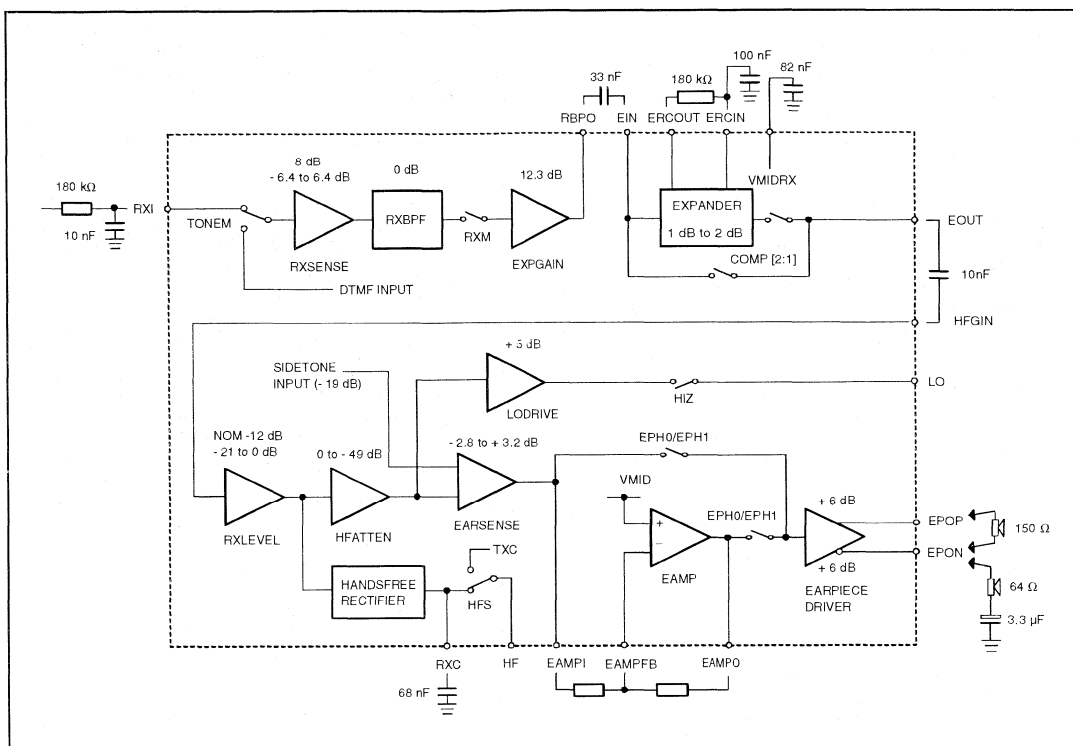 100 nF
82 nF
33 nF
180 kΩ
RBPO
EIN
ERCOUT
ERCIN
VMIDRX
8 dB
- 6.4 to 6.4 dB
0 dB
12.3 dB
180 kΩ
RXI
10 nF
TONEM
RXBPF
RXM
EXPANDER
1 dB to 2 dB
EOUT
RXSENSE
EXPGAIN
COMP [2:1]
DTMF INPUT
10nF
HFGIN
+ 5 dB
SIDETONE
INPUT (- 19 dB)
LODRIVE
HIZ
LO
NOM -12 dB
- 21 to 0 dB
0 to - 49 dB
- 2.8 to + 3.2 dB
EPH0/EPH1
VMID
+
−
EPH0/EPH1
+ 6 dB
EPOP
150 Ω
RXLEVEL
HFATTEN
EARSENSE
EAMP
+ 6 dB
EPON
EARPIECE
DRIVER
64 Ω
3.3 µF
HANDSFREE
RECTIFIER
TXC
HFS
RXC
HF
EAMPI
EAMPFB
EAMPO
68 nF